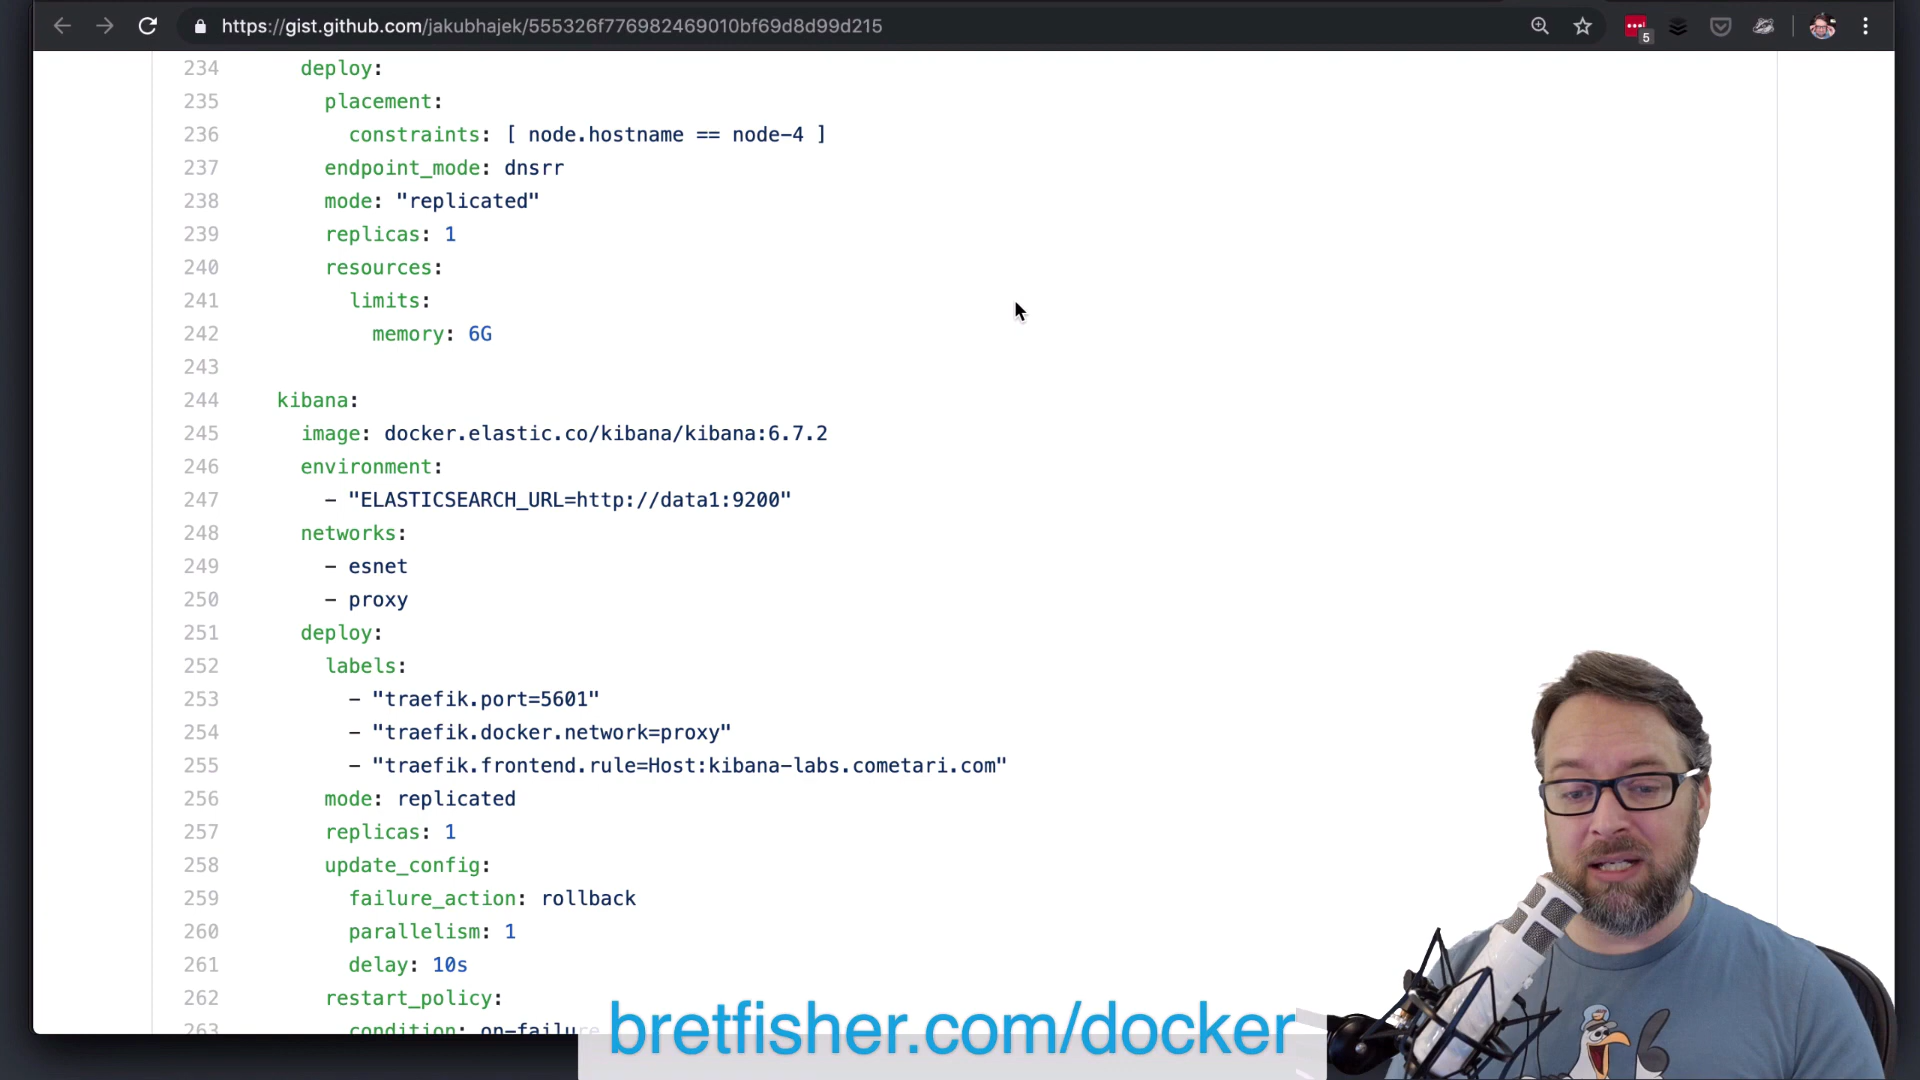 https://gist.github.com/jakubhajek/555326f776982469010bf69d8d99d215
5
234 deploy:
235 placement:
236 constraints: [ node.hostname == node-4 ]
237 endpoint_mode: dnsrr
238 mode: "replicated"
239 replicas: 1
240 resources:
241 limits:
242 memory: 6G
243
244 kibana:
245 image: docker.elastic.co/kibana/kibana:6.7.2
246 environment:
247 - "ELASTICSEARCH_URL=http://data1:9200"
248 networks:
249 - esnet
250 - proxy
251 deploy:
252 labels:
253 - "traefik.port=5601"
254 - "traefik.docker.network=proxy"
255 - "traefik.frontend.rule=Host:kibana-labs.cometari.com"
256 mode: replicated
257 replicas: 1
258 update_config:
259 failure_action: rollback
260 parallelism: 1
261 delay: 10s
262 restart_policy:
263 condition: on-failure
bretfisher.com/docker